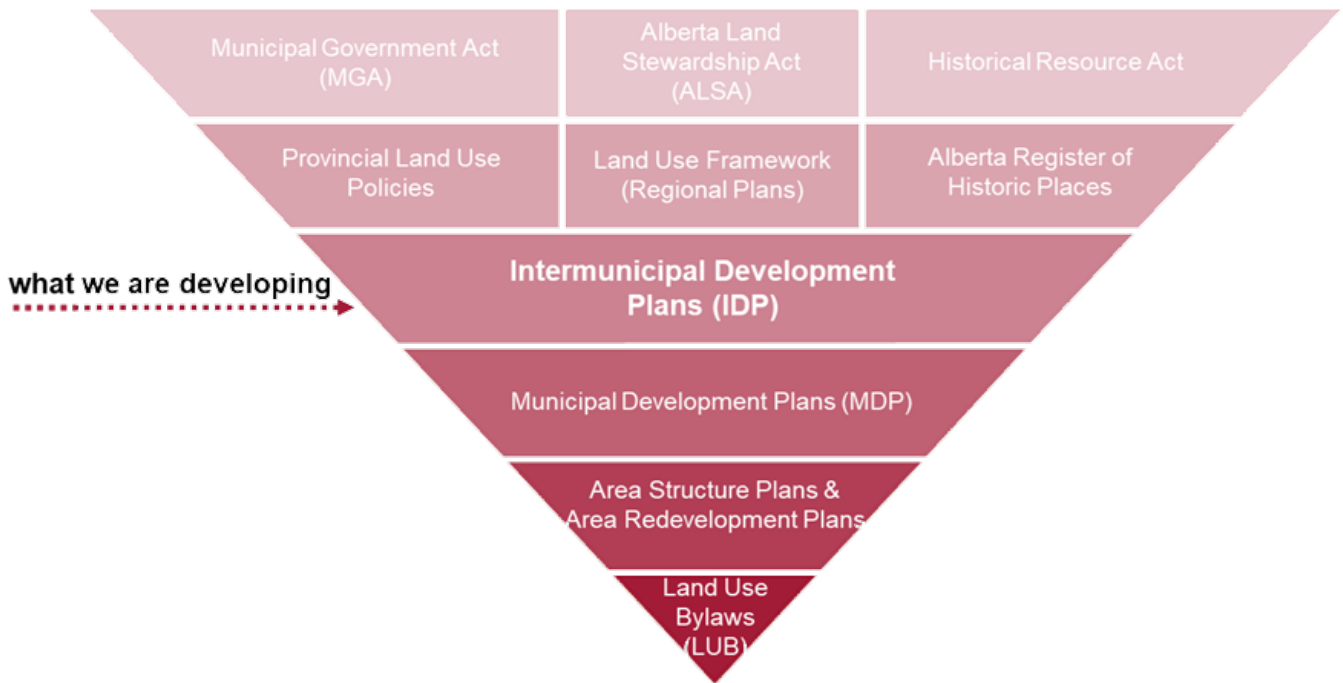 Municipal Government Act
(MGA)
Alberta Land
Stewardship Act
(ALSA)
Historical Resource Act
Provincial Land Use
Policies
Land Use Framework
(Regional Plans)
Alberta Register of
Historic Places
what we are developing
Intermunicipal Development
Plans (IDP)
Municipal Development Plans (MDP)
Area Structure Plans &
Area Redevelopment Plans
Land Use
Bylaws
(LUB)